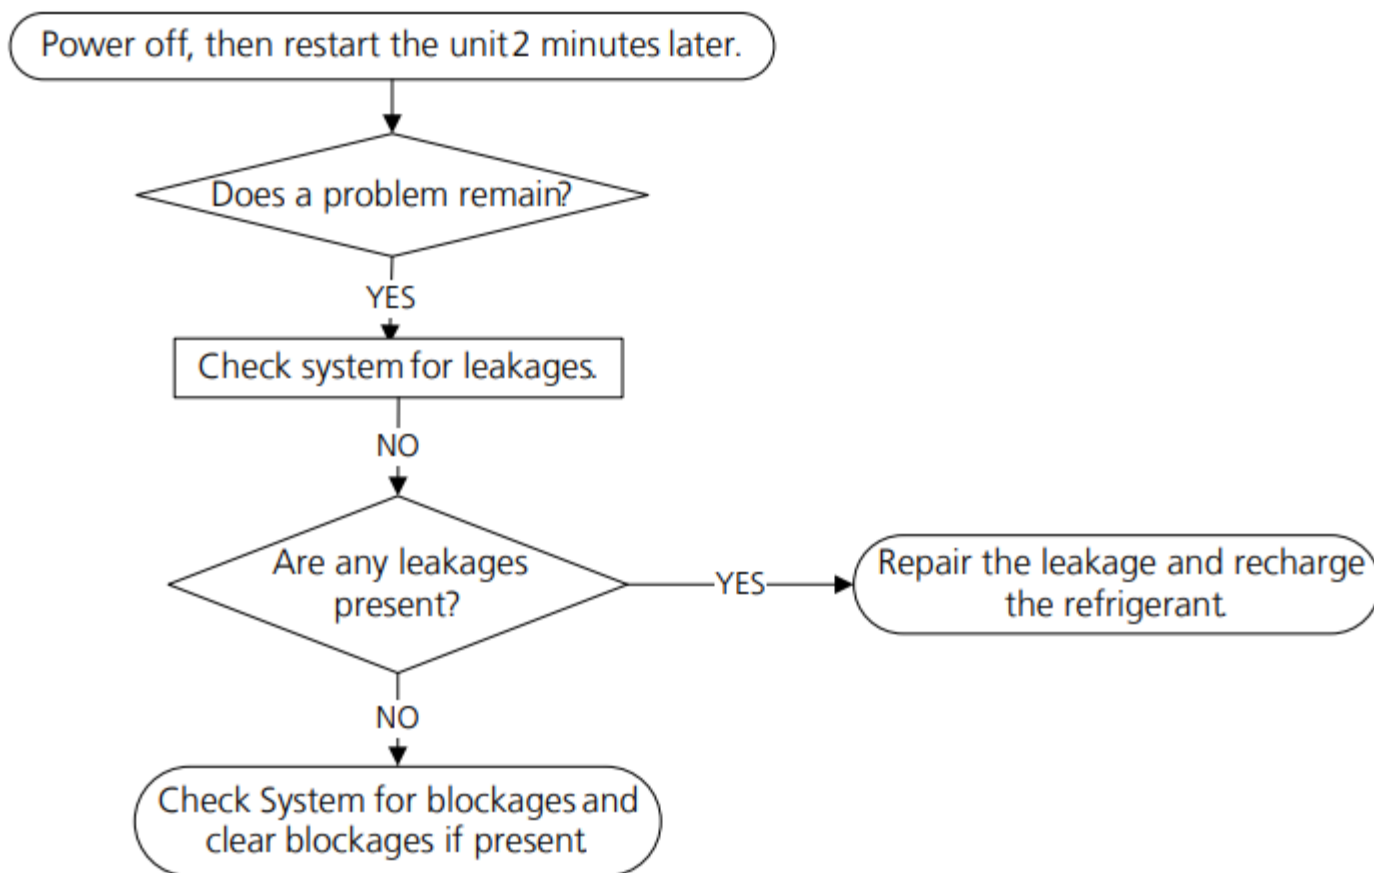 Power off, then restart the unit 2 minutes later.
Does a problem remain?
YES
Check system for leakages.
NO
Are any leakages
present?
YES
Repair the leakage and recharge
the refrigerant.
NO
Check System for blockages and
clear blockages if present